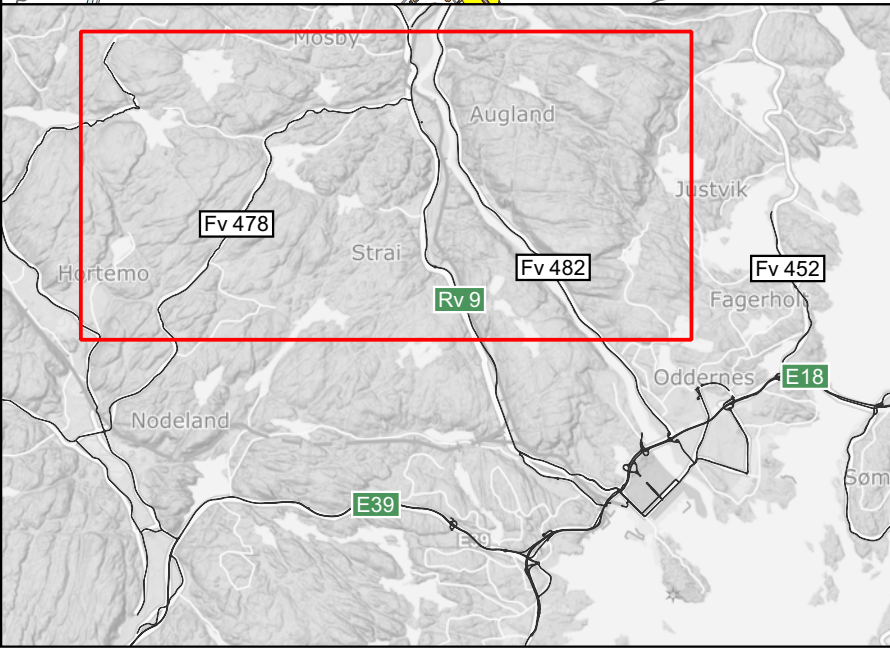 Mosby
Augland
Justvik
Fv 478
Strai
Hortemo
Fv 482
Fv 452
Rv 9
Fagerholt
Oddernes
E18
Nodeland
Søm
E39
E39